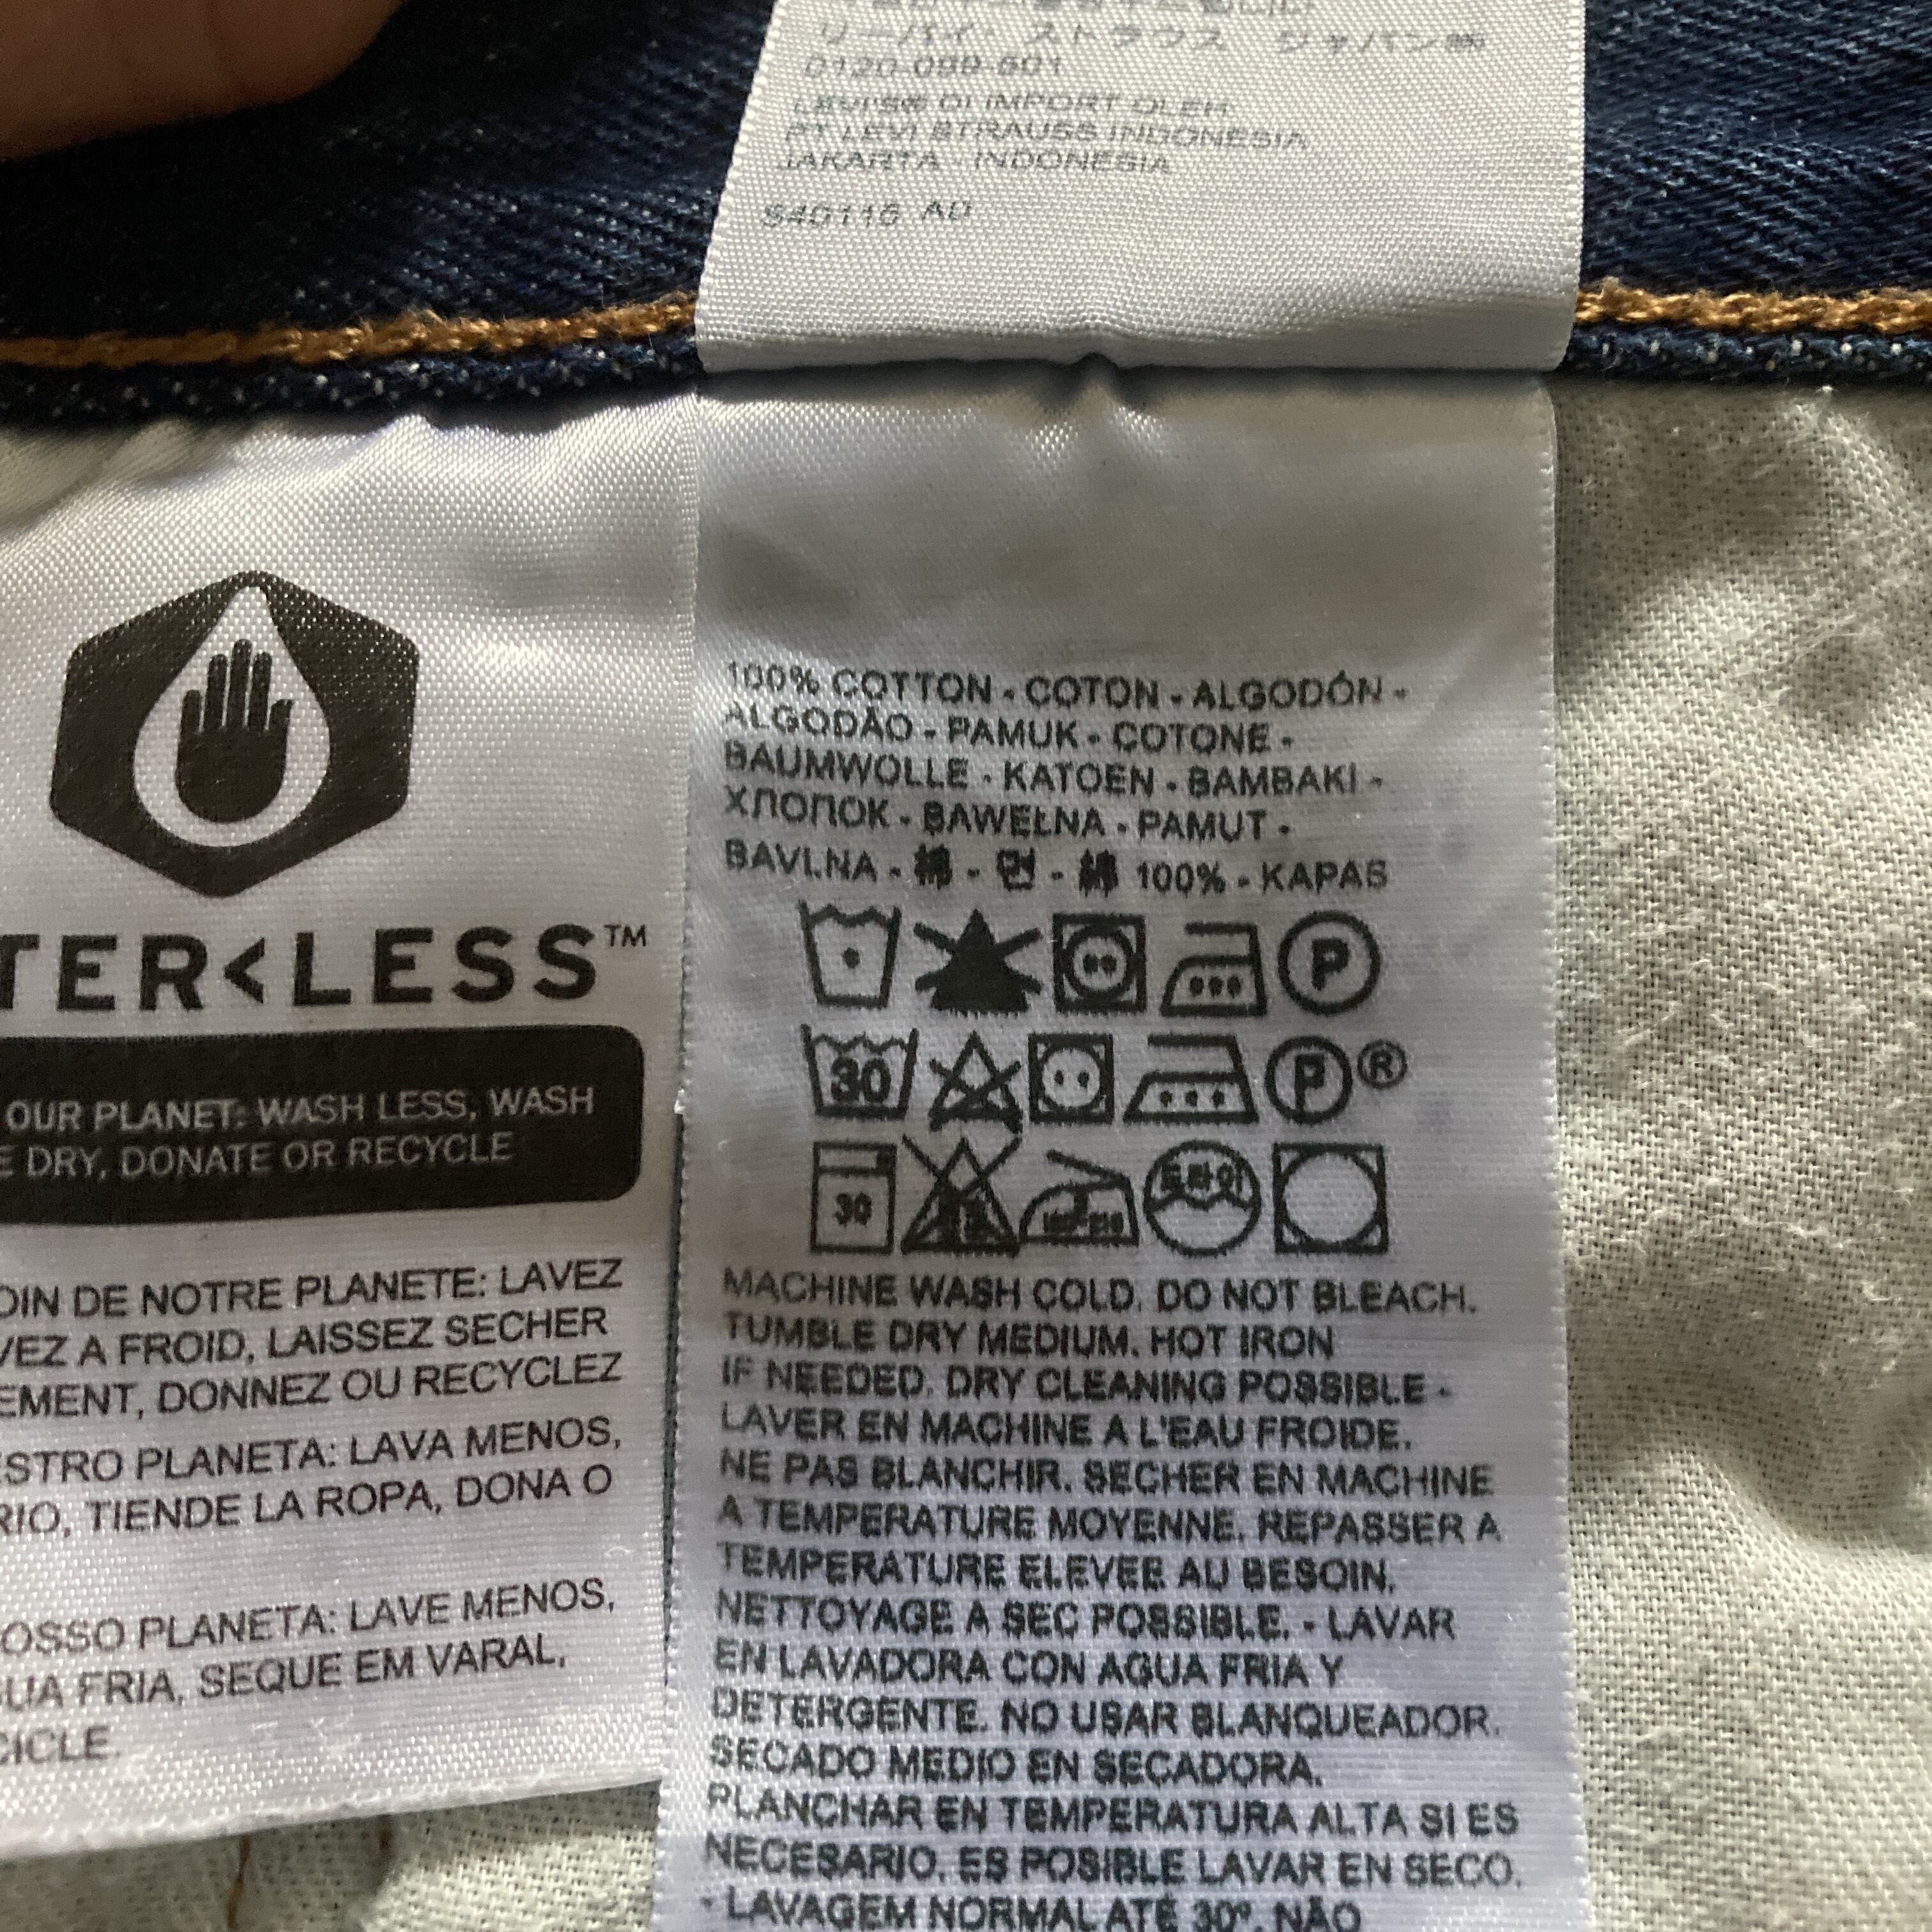 リーバイ・ストラウス ジャパン㈱
0120-099-501
LEVI'S® DI IMPORT OLEH:
PT LEVI STRAUSS INDONESIA
JAKARTA - INDONESIA
S40116 AD
TER<LESS™
OUR PLANET: WASH LESS, WASH
E DRY, DONATE OR RECYCLE
OIN DE NOTRE PLANETE: LAVEZ
VEZ A FROID, LAISSEZ SECHER
EMENT, DONNEZ OU RECYCLEZ
ESTRO PLANETA: LAVA MENOS,
RIO, TIENDE LA ROPA, DONA O
OSSO PLANETA: LAVE MENOS,
GUA FRIA, SEQUE EM VARAL,
CICLE.
100% COTTON - COTON - ALGODÓN -
ALGODÃO - PAMUK - COTONE -
BAUMWOLLE - KATOEN - BAMBAKI -
ХЛОПОК - BAWEŁNA - PAMUT -
BAVLNA - 棉 - 면 - 綿 100% - KAPAS
P
30 P ®
30 드라이
MACHINE WASH COLD. DO NOT BLEACH.
TUMBLE DRY MEDIUM. HOT IRON
IF NEEDED. DRY CLEANING POSSIBLE -
LAVER EN MACHINE A L'EAU FROIDE.
NE PAS BLANCHIR. SECHER EN MACHINE
A TEMPERATURE MOYENNE. REPASSER A
TEMPERATURE ELEVEE AU BESOIN.
NETTOYAGE A SEC POSSIBLE. - LAVAR
EN LAVADORA CON AGUA FRIA Y
DETERGENTE. NO USAR BLANQUEADOR.
SECADO MEDIO EN SECADORA.
PLANCHAR EN TEMPERATURA ALTA SI ES
NECESARIO. ES POSIBLE LAVAR EN SECO.
- LAVAGEM NORMAL ATÉ 30º. NÃO